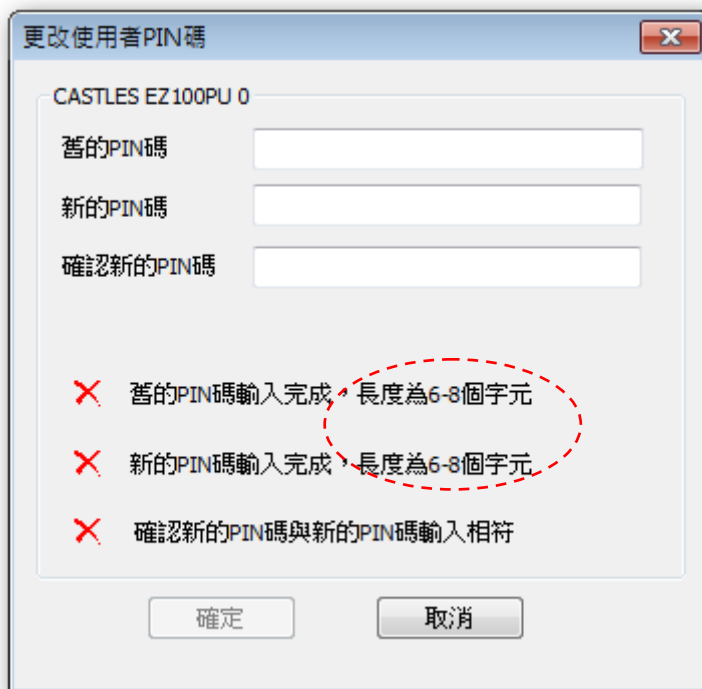 更改使用者PIN碼
CASTLES EZ100PU 0
舊的PIN碼
新的PIN碼
確認新的PIN碼
舊的PIN碼輸入完成，長度為6-8個字元
新的PIN碼輸入完成，長度為6-8個字元
確認新的PIN碼與新的PIN碼輸入相符
確定
取消